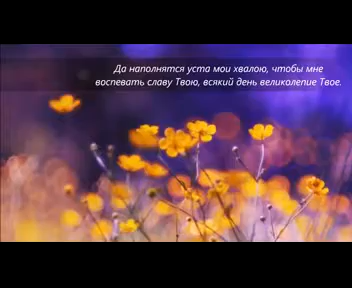 Да наполнятся уста мои хвалою, чтобы мне
воспевать славу Твою, всякий день великолепие Твое.